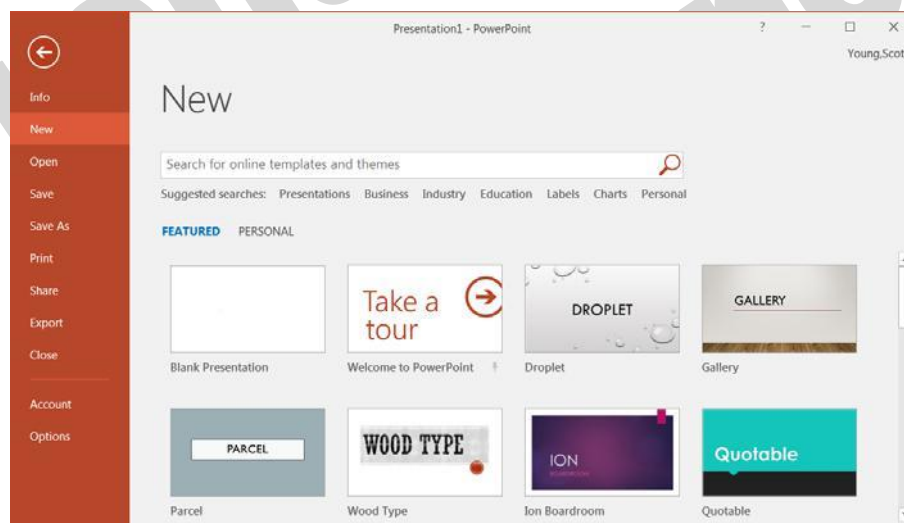 Presentation1 - PowerPoint ?
Young,Scot
Info
New
Open
Save
Save As
Print
Share
Export
Close
Account
Options
New
Search for online templates and themes
Suggested searches: Presentations Business Industry Education Labels Charts Personal
FEATURED PERSONAL
Take a
tour
DROPLET
GALLERY
Blank Presentation Welcome to PowerPoint Droplet Gallery
PARCEL
WOOD TYPE
ION
Quotable
Parcel Wood Type Ion Boardroom Quotable